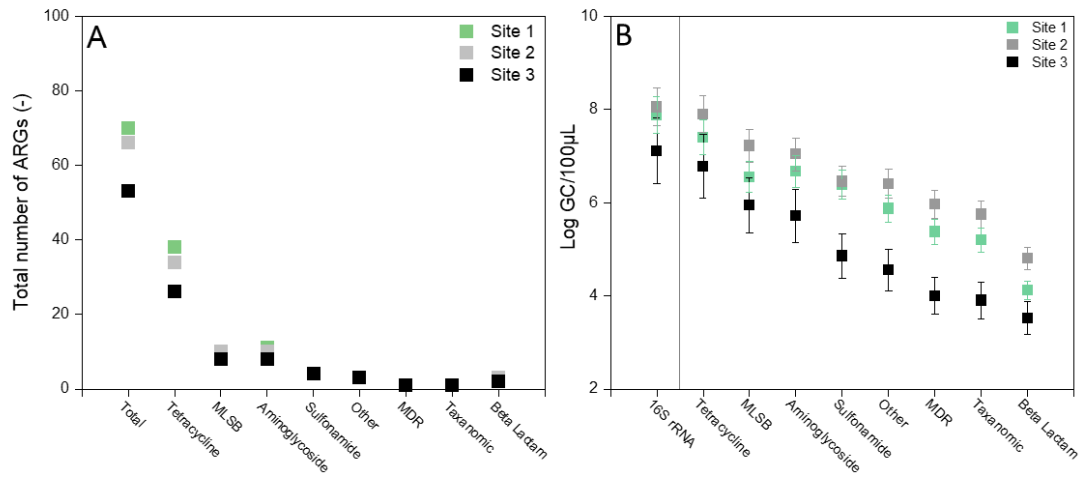 A
Site 1
Site 2
Site 3
Total number of ARGs (-)
100
80
60
40
20
0
Total
Tetracycline
MLSB
Aminoglycoside
Sulfonamide
Other
MDR
Taxanomic
Beta Lactam
B
Site 1
Site 2
Site 3
Log GC/100µL
10
8
6
4
2
16S rRNA
Tetracycline
MLSB
Aminoglycoside
Sulfonamide
Other
MDR
Taxanomic
Beta Lactam